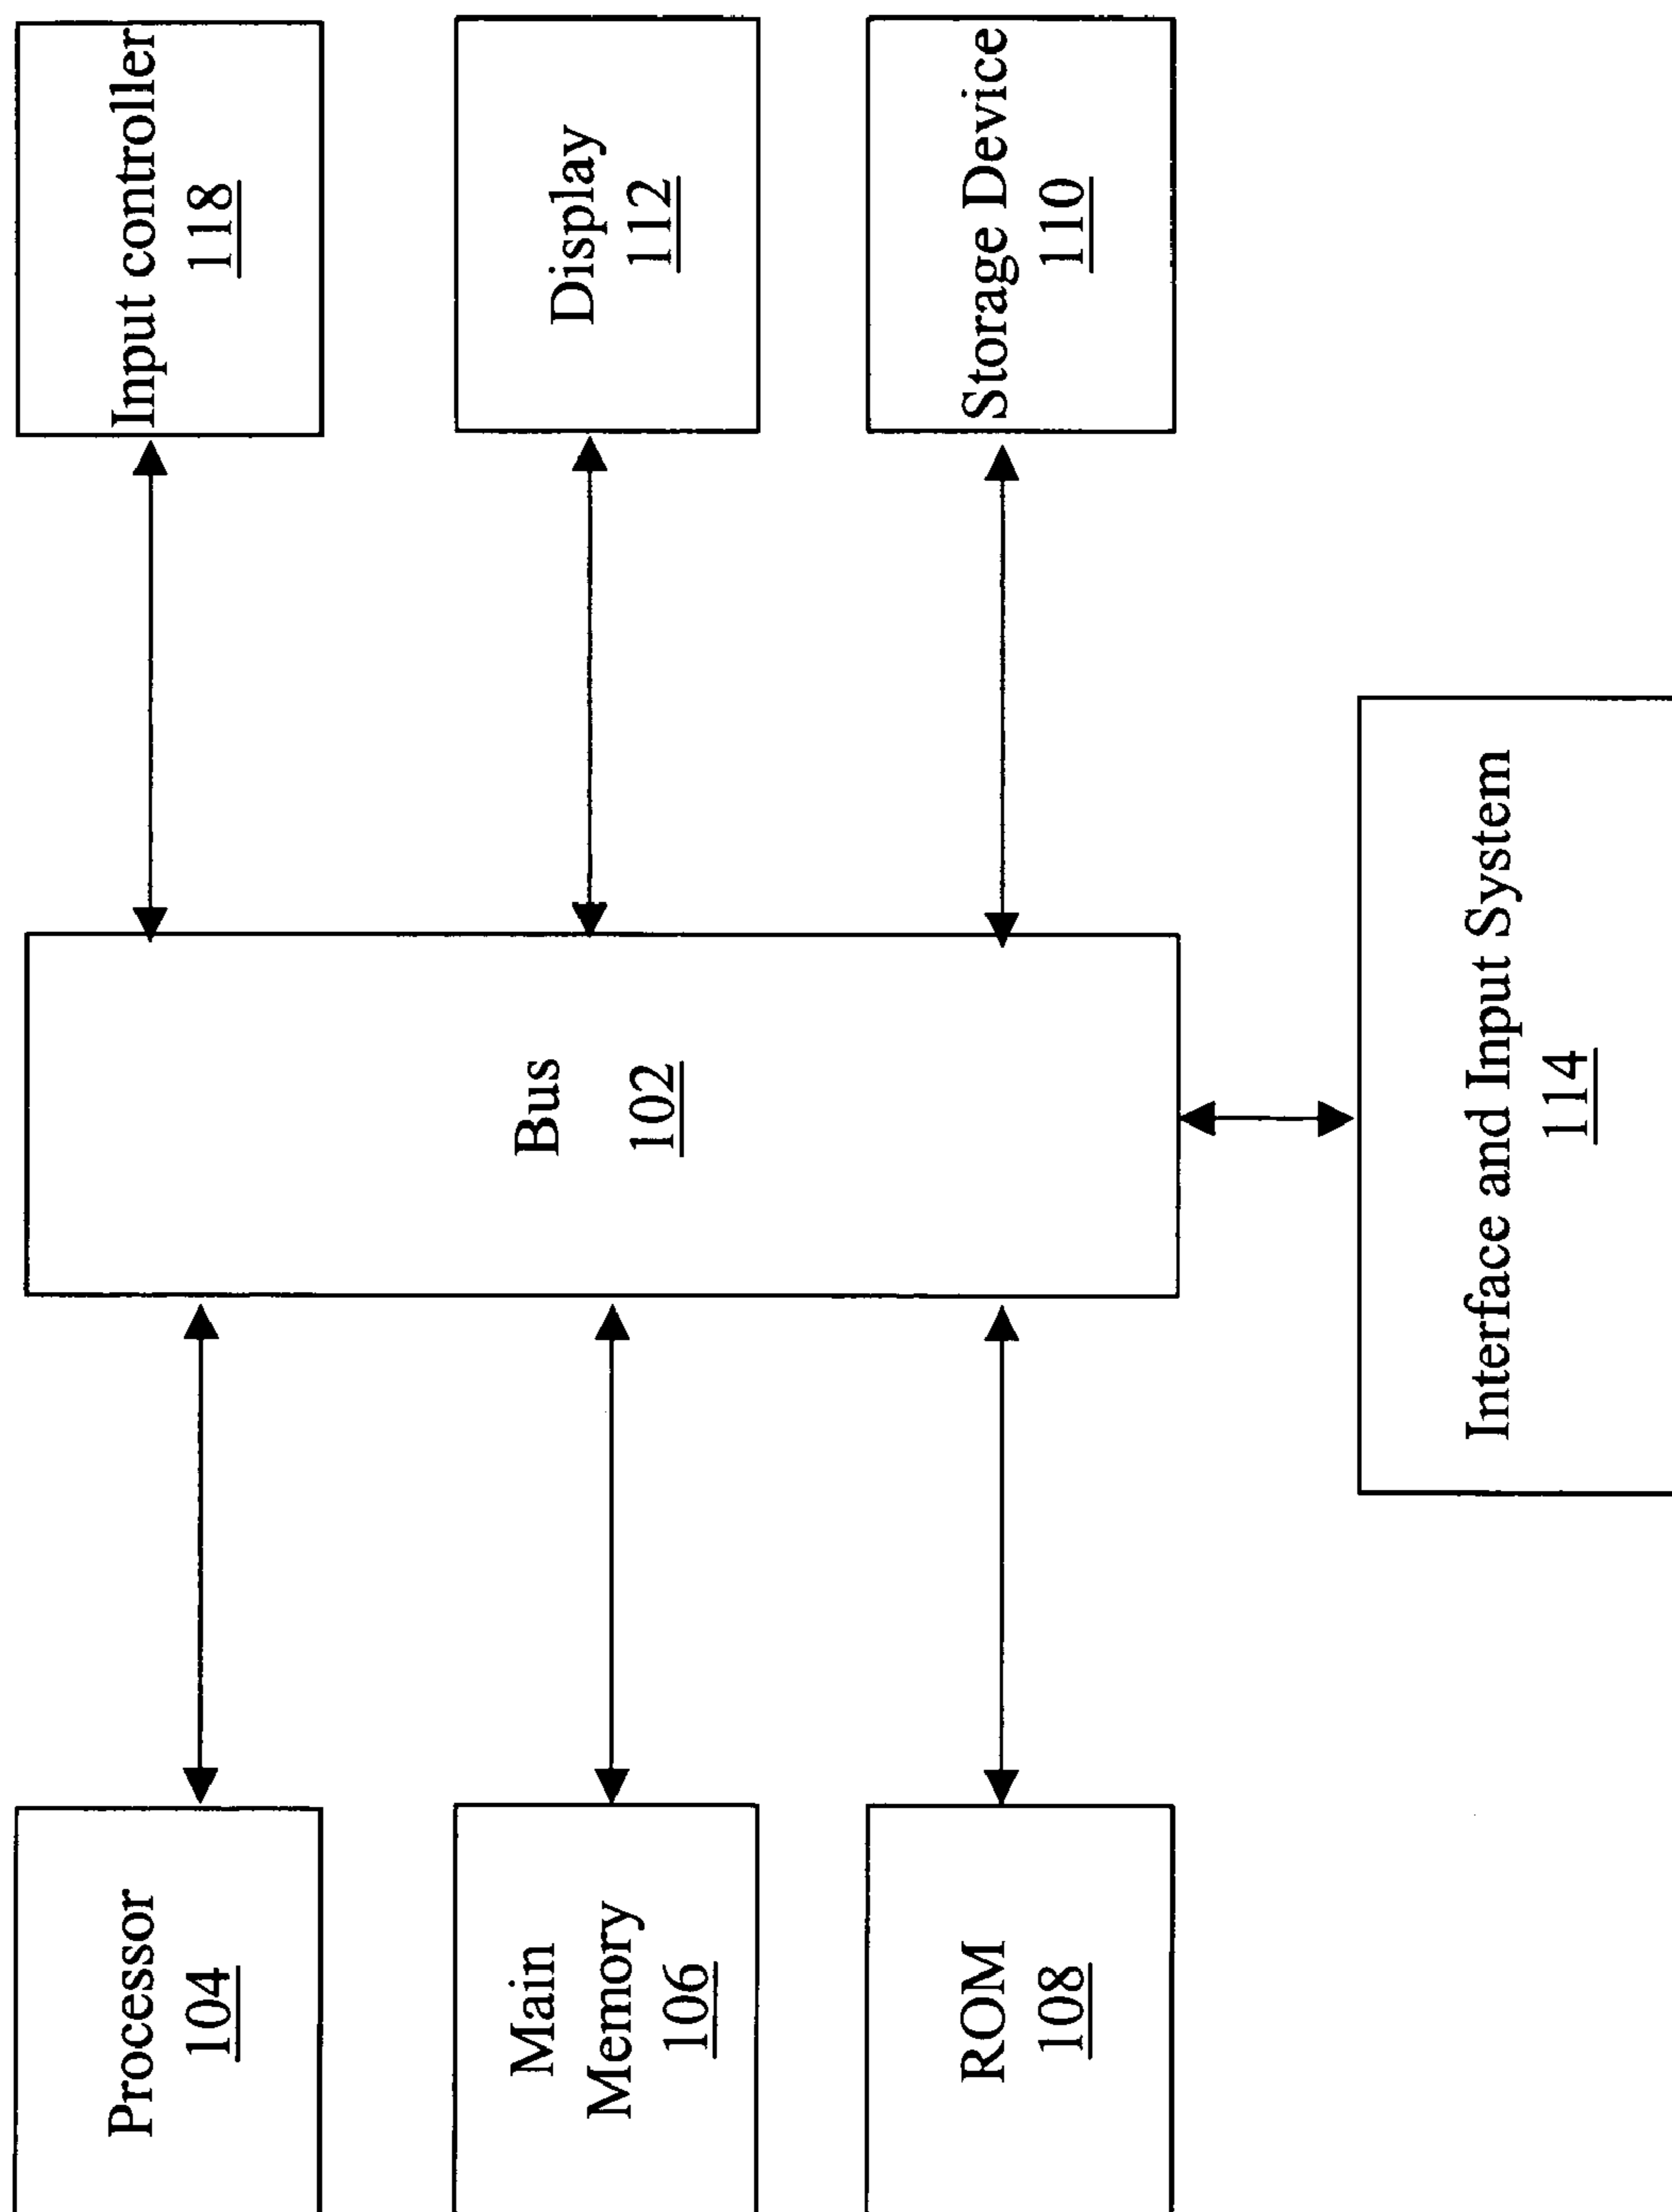 Processor
104
Input controller
118
Main
Memory
106
Bus
102
Display
112
ROM
108
Storage Device
110
Interface and Input System
114